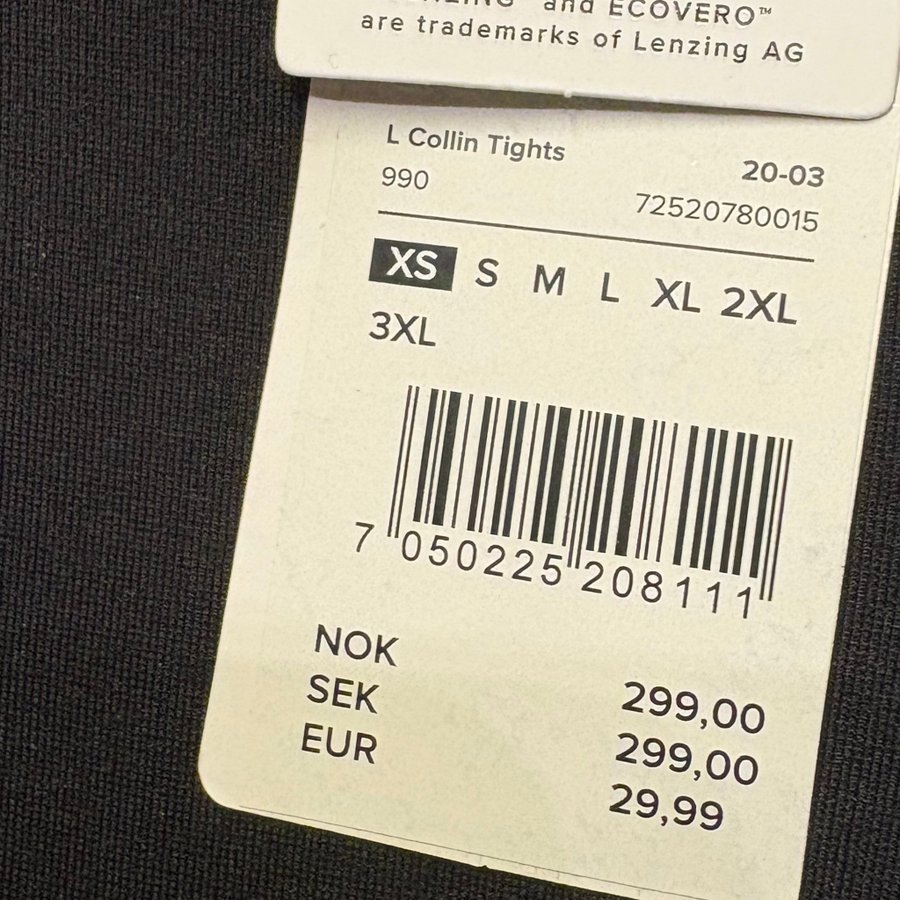 and ECOVERO™
are trademarks of Lenzing AG
L Collin Tights
20-03
990
72520780015
XS S M L XL 2XL
3XL
7 050225 208111
NOK 299,00
SEK 299,00
EUR 29,99